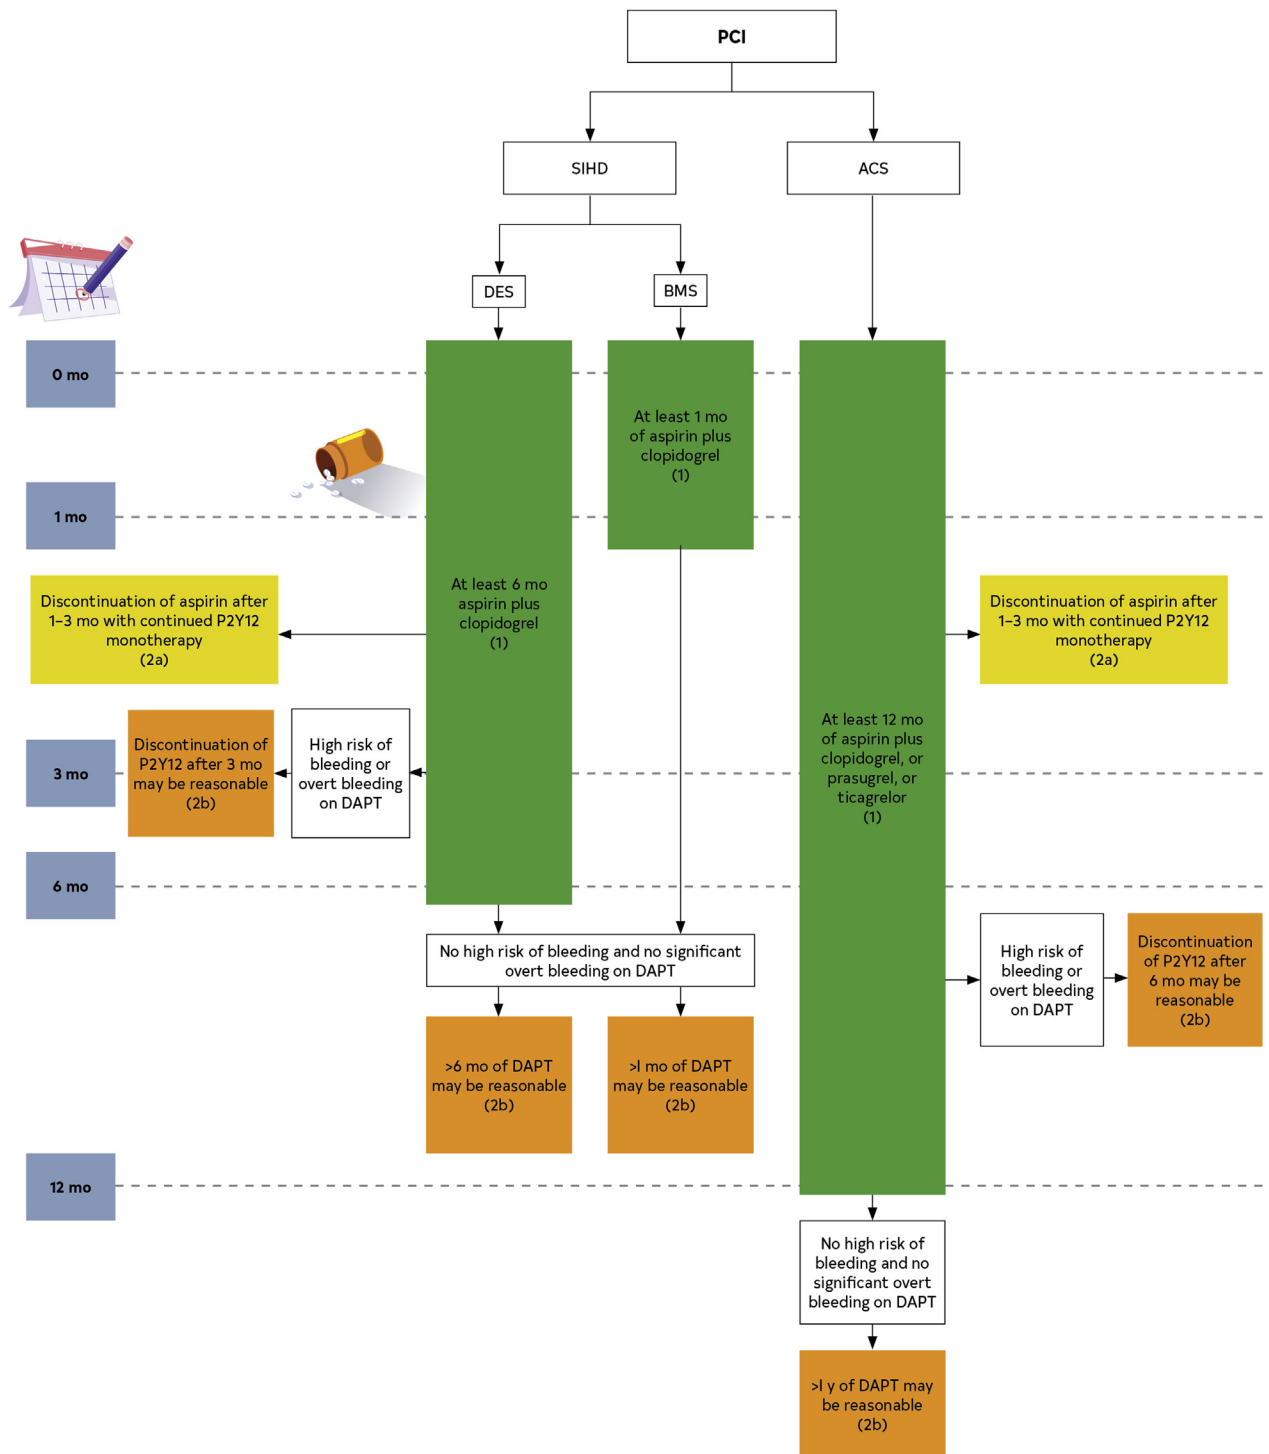 PCI
SIHD
ACS
DES
BMS
0 mo
At least 1 mo
of aspirin plus
clopidogrel
(1)
1 mo
At least 6 mo
aspirin plus
clopidogrel
(1)
Discontinuation of aspirin after
1–3 mo with continued P2Y12
monotherapy
(2a)
Discontinuation of aspirin after
1–3 mo with continued P2Y12
monotherapy
(2a)
At least 12 mo
of aspirin plus
clopidogrel, or
prasugrel, or
ticagrelor
(1)
3 mo
Discontinuation of
P2Y12 after 3 mo
may be reasonable
(2b)
High risk of
bleeding or
overt bleeding
on DAPT
6 mo
No high risk of bleeding and no significant
overt bleeding on DAPT
High risk of
bleeding or
overt bleeding
on DAPT
Discontinuation
of P2Y12 after
6 mo may be
reasonable
(2b)
>6 mo of DAPT
may be reasonable
(2b)
>I mo of DAPT
may be reasonable
(2b)
12 mo
No high risk of
bleeding and no
significant overt
bleeding on DAPT
>I y of DAPT may
be reasonable
(2b)